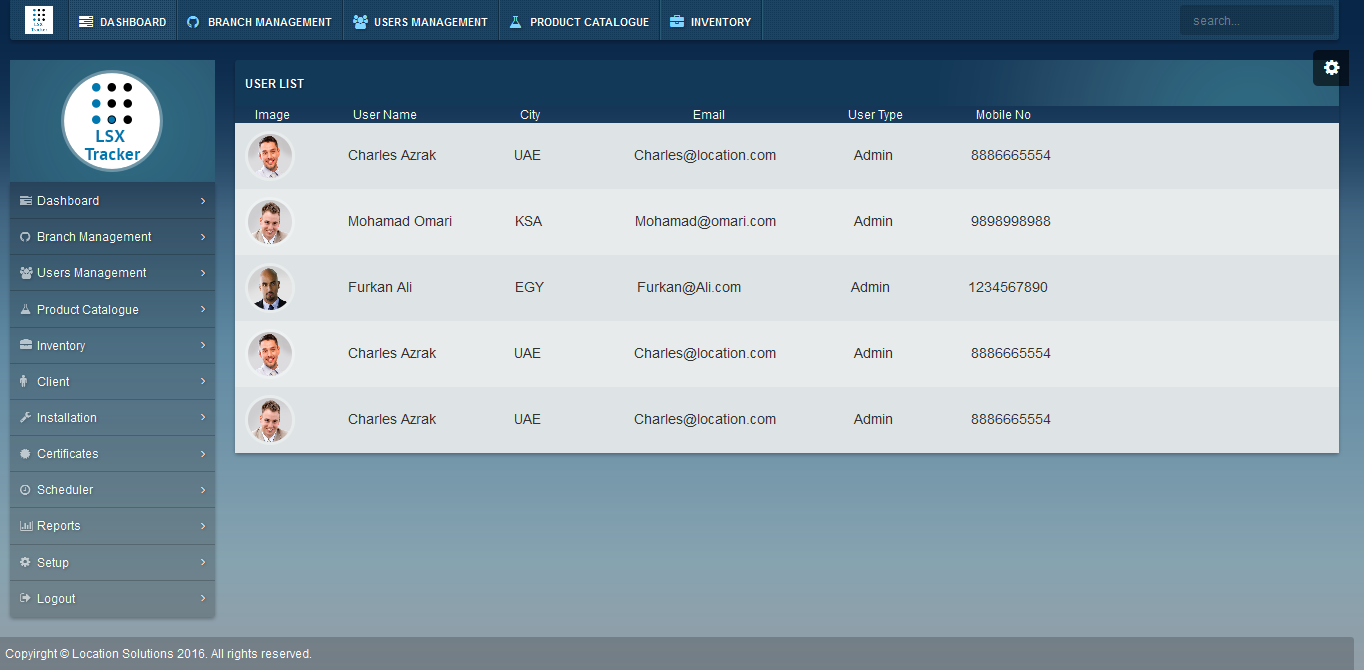 LSX Tracker DASHBOARD BRANCH MANAGEMENT USERS MANAGEMENT PRODUCT CATALOGUE INVENTORY search...
LSX
Tracker
Dashboard
Branch Management
Users Management
Product Catalogue
Inventory
Client
Installation
Certificates
Scheduler
Reports
Setup
Logout
USER LIST
Image User Name City Email User Type Mobile No
Charles Azrak UAE Charles@location.com Admin 8886665554
Mohamad Omari KSA Mohamad@omari.com Admin 9898998988
Furkan Ali EGY Furkan@Ali.com Admin 1234567890
Charles Azrak UAE Charles@location.com Admin 8886665554
Charles Azrak UAE Charles@location.com Admin 8886665554
Copyirght © Location Solutions 2016. All rights reserved.